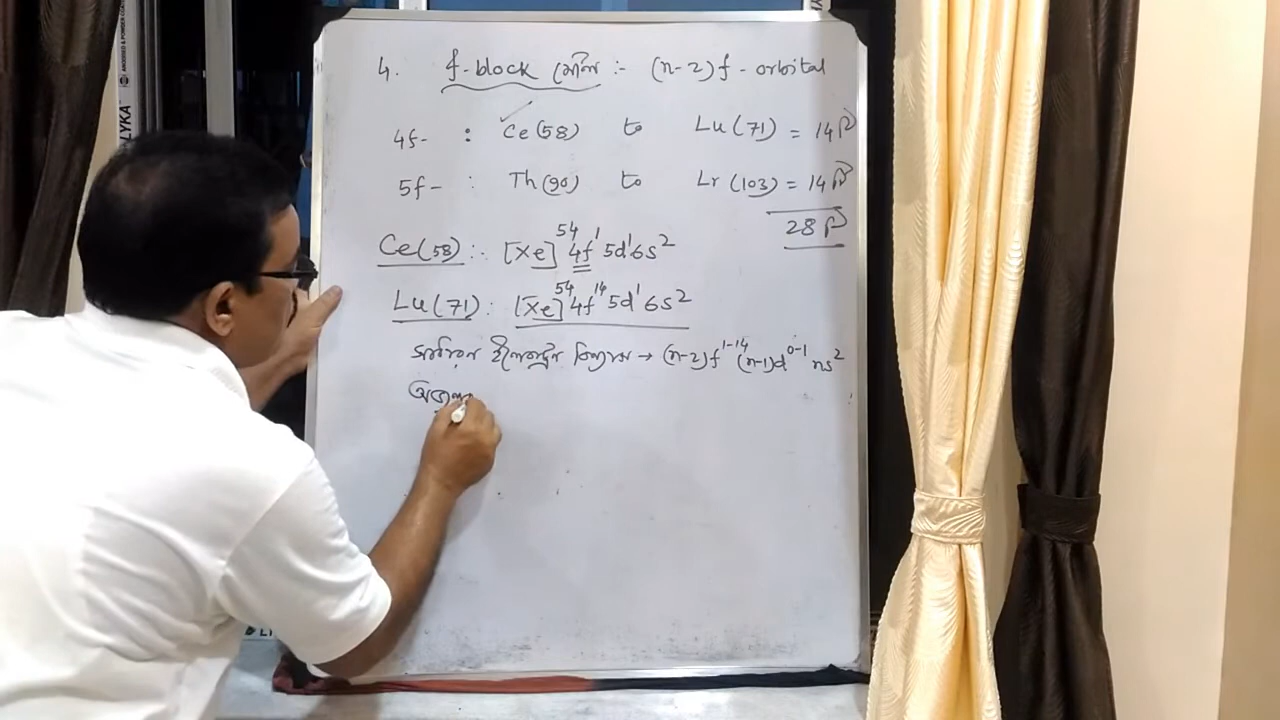 4. f-block মৌল :- (n-2)f - orbital
4f- : Ce(58) to Lu(71) = 14 টি
5f- : Th(90) to Lr(103) = 14 টি
28 টি
Ce(58) :- [Xe]⁵⁴ 4f¹ 5d¹ 6s²
Lu(71) : [Xe]⁵⁴ 4f¹⁴ 5d¹ 6s²
ইলেকট্রন বিন্যাস → (n-2)f¹⁻¹⁴ (n-1)d⁰⁻¹ ns²
LYKA